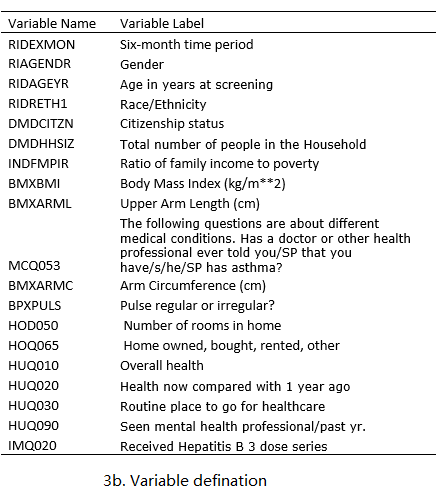 Variable Name Variable Label
RIDEXMON Six-month time period
RIAGENDR Gender
RIDAGEYR Age in years at screening
RIDRETH1 Race/Ethnicity
DMDCITZN Citizenship status
DMDHHSIZ Total number of people in the Household
INDFMPIR Ratio of family income to poverty
BMXBMI Body Mass Index (kg/m**2)
BMXARML Upper Arm Length (cm)
The following questions are about different
medical conditions. Has a doctor or other health
professional ever told you/SP that you
MCQ053 have/s/he/SP has asthma?
BMXARMC Arm Circumference (cm)
BPXPULS Pulse regular or irregular?
HOD050 Number of rooms in home
HOQ065 Home owned, bought, rented, other
HUQ010 Overall health
HUQ020 Health now compared with 1 year ago
HUQ030 Routine place to go for healthcare
HUQ090 Seen mental health professional/past yr.
IMQ020 Received Hepatitis B 3 dose series
3b. Variable defination